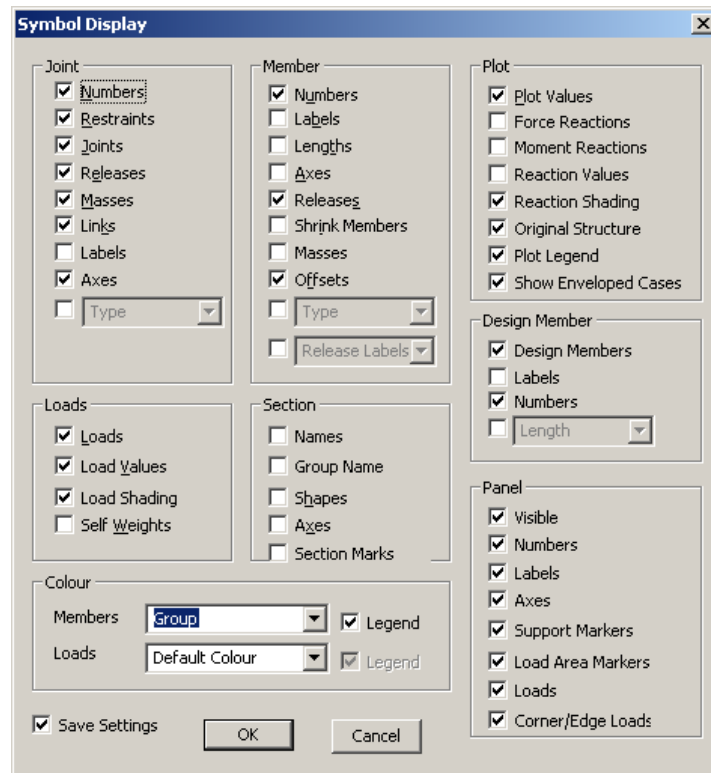 Symbol Display
Joint
Numbers
Restraints
Joints
Releases
Masses
Links
Labels
Axes
Type
Member
Numbers
Labels
Lengths
Axes
Releases
Shrink Members
Masses
Offsets
Type
Release Labels
Plot
Plot Values
Force Reactions
Moment Reactions
Reaction Values
Reaction Shading
Original Structure
Plot Legend
Show Enveloped Cases
Design Member
Design Members
Labels
Numbers
Length
Loads
Loads
Load Values
Load Shading
Self Weights
Section
Names
Group Name
Shapes
Axes
Section Marks
Panel
Visible
Numbers
Labels
Axes
Support Markers
Load Area Markers
Loads
Corner/Edge Loads
Colour
Members Group Legend
Loads Default Colour Legend
Save Settings OK Cancel